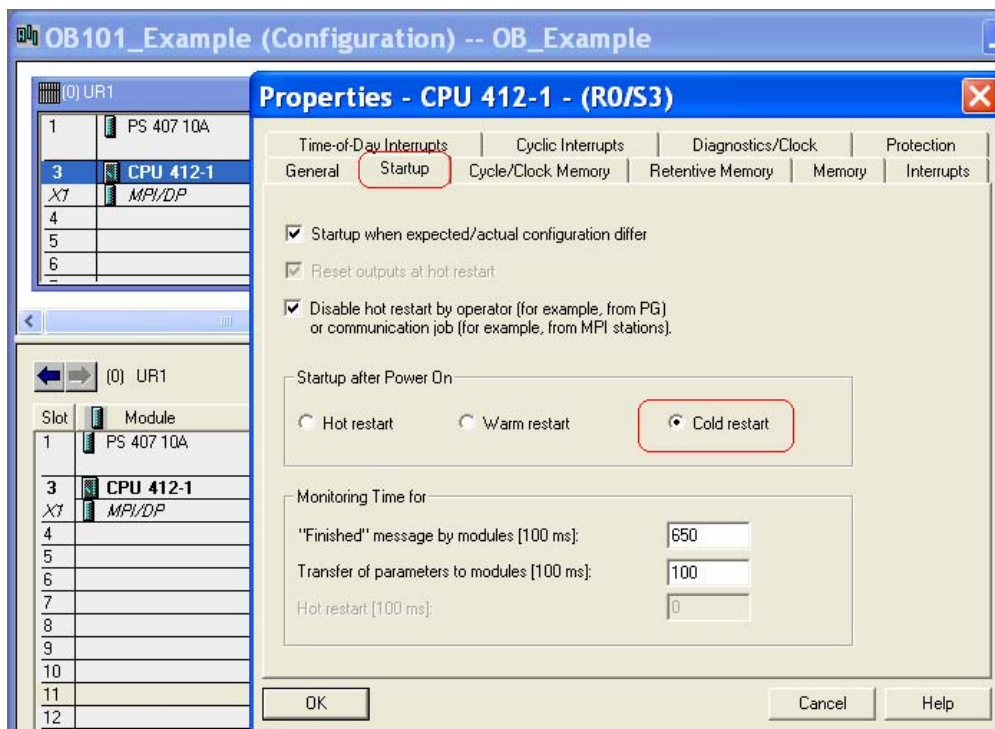 OB101_Example (Configuration) -- OB_Example
(0) UR1
1 PS 407 10A
3 CPU 412-1
X1 MPI/DP
4
5
6
(0) UR1
Slot Module
1 PS 407 10A
3 CPU 412-1
X1 MPI/DP
4
5
6
7
8
9
10
11
12
Properties - CPU 412-1 - (R0/S3)
Time-of-Day Interrupts Cyclic Interrupts Diagnostics/Clock Protection
General Startup Cycle/Clock Memory Retentive Memory Memory Interrupts
Startup when expected/actual configuration differ
Reset outputs at hot restart
Disable hot restart by operator (for example, from PG)
or communication job (for example, from MPI stations).
Startup after Power On
Hot restart Warm restart Cold restart
Monitoring Time for
"Finished" message by modules [100 ms]: 650
Transfer of parameters to modules [100 ms]: 100
Hot restart [100 ms]: 0
OK Cancel Help